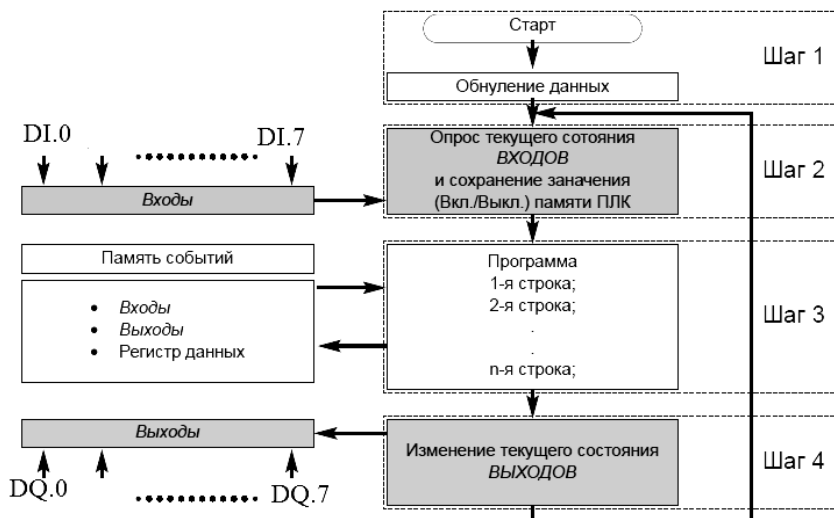 Старт
Обнуление данных
Шаг 1
DI.0
DI.7
Входы
Опрос текущего сотояния
ВХОДОВ
и сохранение заначения
(Вкл./Выкл.) памяти ПЛК
Шаг 2
Память событий
• Входы
• Выходы
• Регистр данных
Программа
1-я строка;
2-я строка;
.
.
n-я строка;
Шаг 3
Выходы
DQ.0
DQ.7
Изменение текущего состояния
ВЫХОДОВ
Шаг 4